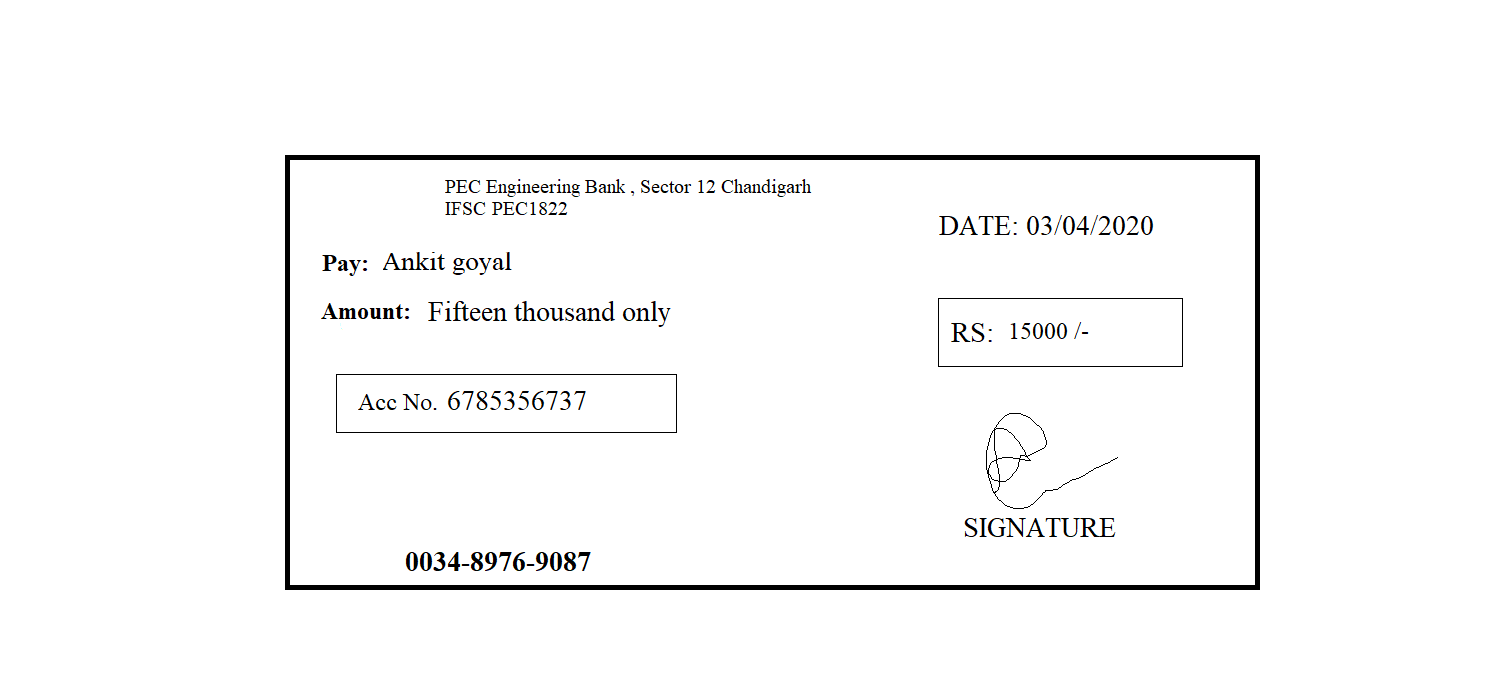 PEC Engineering Bank , Sector 12 Chandigarh
IFSC PEC1822
DATE: 03/04/2020
Pay: Ankit goyal
Amount: Fifteen thousand only
RS: 15000 /-
Acc No. 6785356737
SIGNATURE
0034-8976-9087